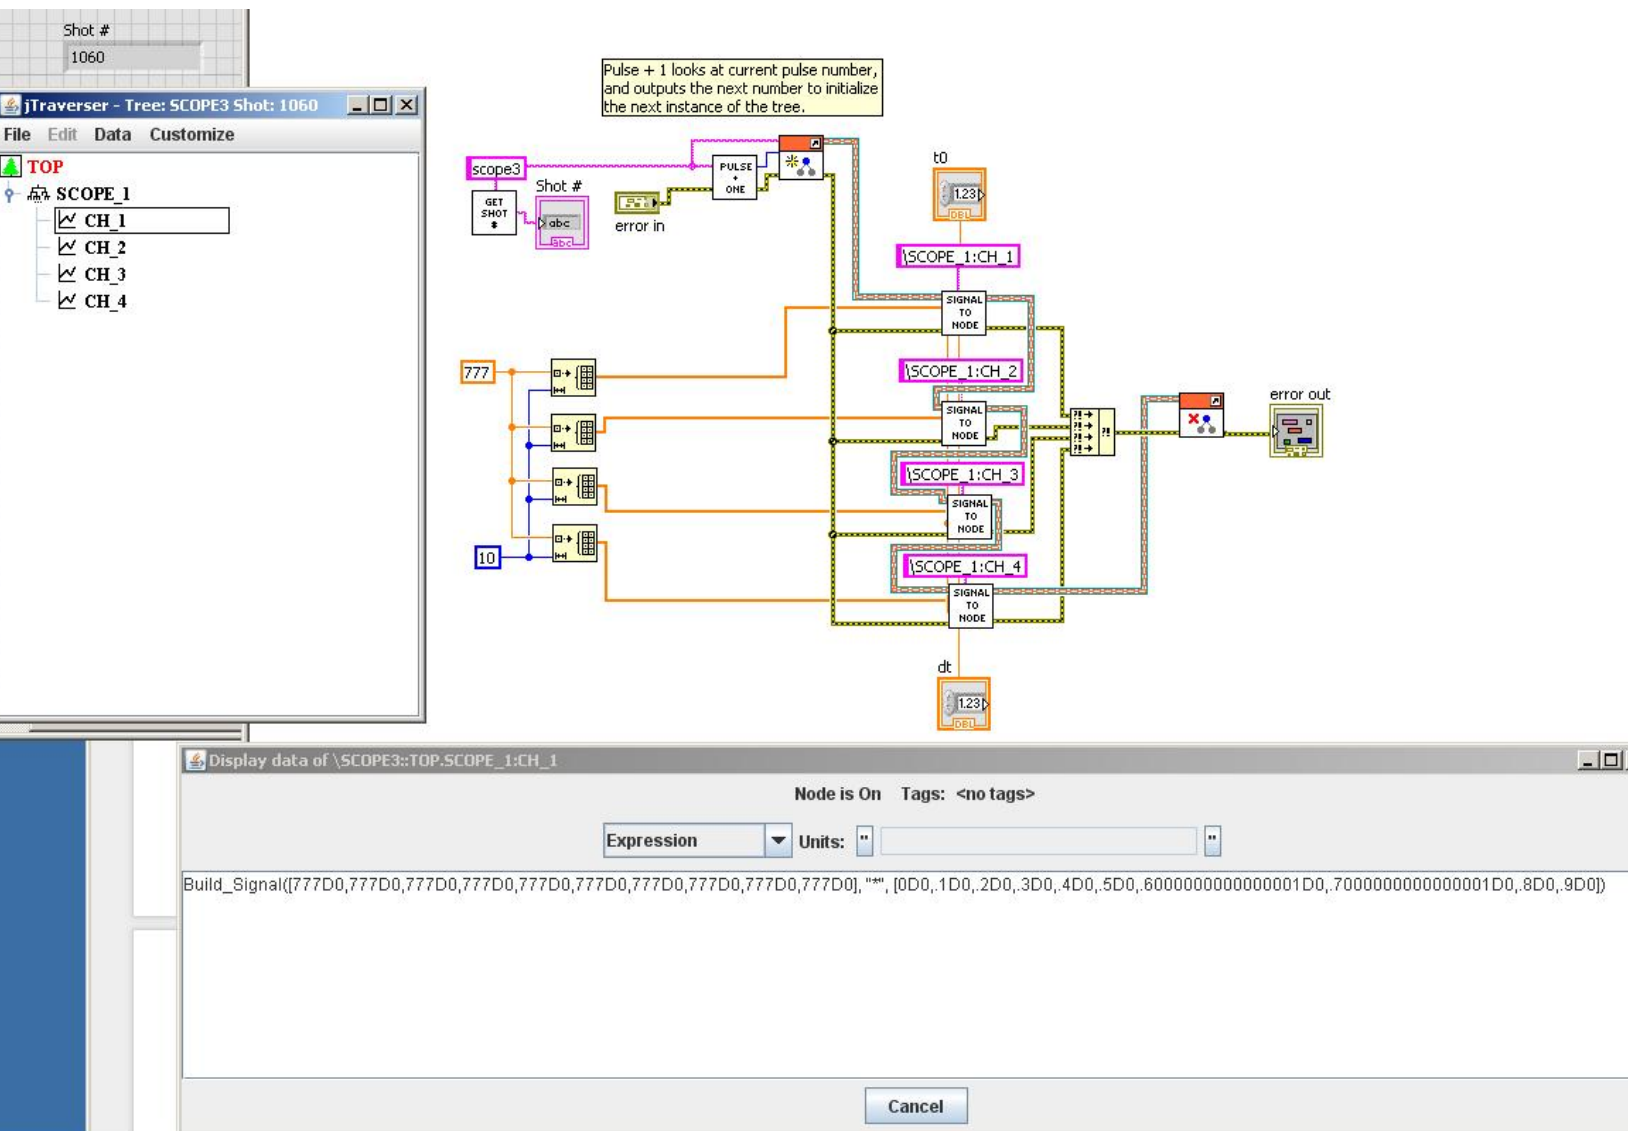 Shot #
1060
jTraverser - Tree: SCOPE3 Shot: 1060
File Edit Data Customize
TOP
SCOPE_1
CH_1
CH_2
CH_3
CH_4
Pulse + 1 looks at current pulse number,
and outputs the next number to initialize
the next instance of the tree.
scope3
GET
SHOT
#
Shot #
abc
abc
error in
PULSE
+
ONE
t0
1.23
DBL
\SCOPE_1:CH_1
SIGNAL
TO
NODE
777
\SCOPE_1:CH_2
SIGNAL
TO
NODE
\SCOPE_1:CH_3
SIGNAL
TO
NODE
10
\SCOPE_1:CH_4
SIGNAL
TO
NODE
error out
dt
1.23
DBL
Display data of \SCOPE3::TOP.SCOPE_1:CH_1
Node is On Tags: <no tags>
Expression Units: " "
Build_Signal([777D0,777D0,777D0,777D0,777D0,777D0,777D0,777D0,777D0,777D0], "*", [0D0,.1D0,.2D0,.3D0,.4D0,.5D0,.6000000000000001D0,.7000000000000001D0,.8D0,.9D0])
Cancel